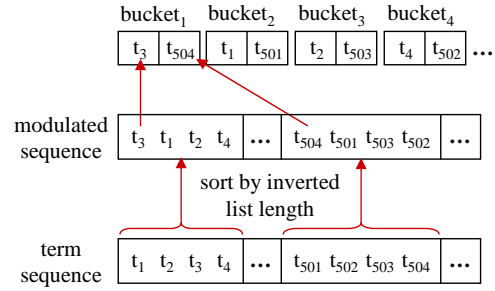 bucket₁ bucket₂ bucket₃ bucket₄
t₃ t₅₀₄ t₁ t₅₀₁ t₂ t₅₀₃ t₄ t₅₀₂ ...
modulated sequence t₃ t₁ t₂ t₄ ... t₅₀₄ t₅₀₁ t₅₀₃ t₅₀₂ ...
sort by inverted
list length
term sequence t₁ t₂ t₃ t₄ ... t₅₀₁ t₅₀₂ t₅₀₃ t₅₀₄ ...